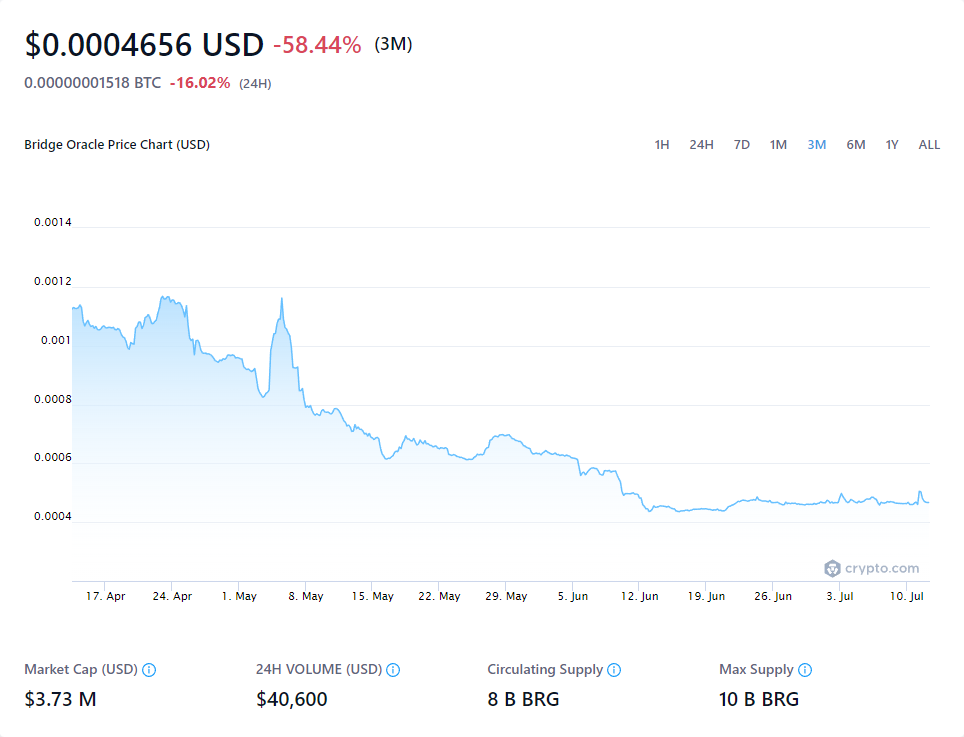 $0.0004656 USD -58.44% (3M)
0.00000001518 BTC -16.02% (24H)
Bridge Oracle Price Chart (USD) 1H 24H 7D 1M 3M 6M 1Y ALL
0.0014
0.0012
0.001
0.0008
0.0006
0.0004
crypto.com
17. Apr 24. Apr 1. May 8. May 15. May 22. May 29. May 5. Jun 12. Jun 19. Jun 26. Jun 3. Jul 10. Jul
Market Cap (USD) 24H VOLUME (USD) Circulating Supply Max Supply
$3.73 M $40,600 8 B BRG 10 B BRG